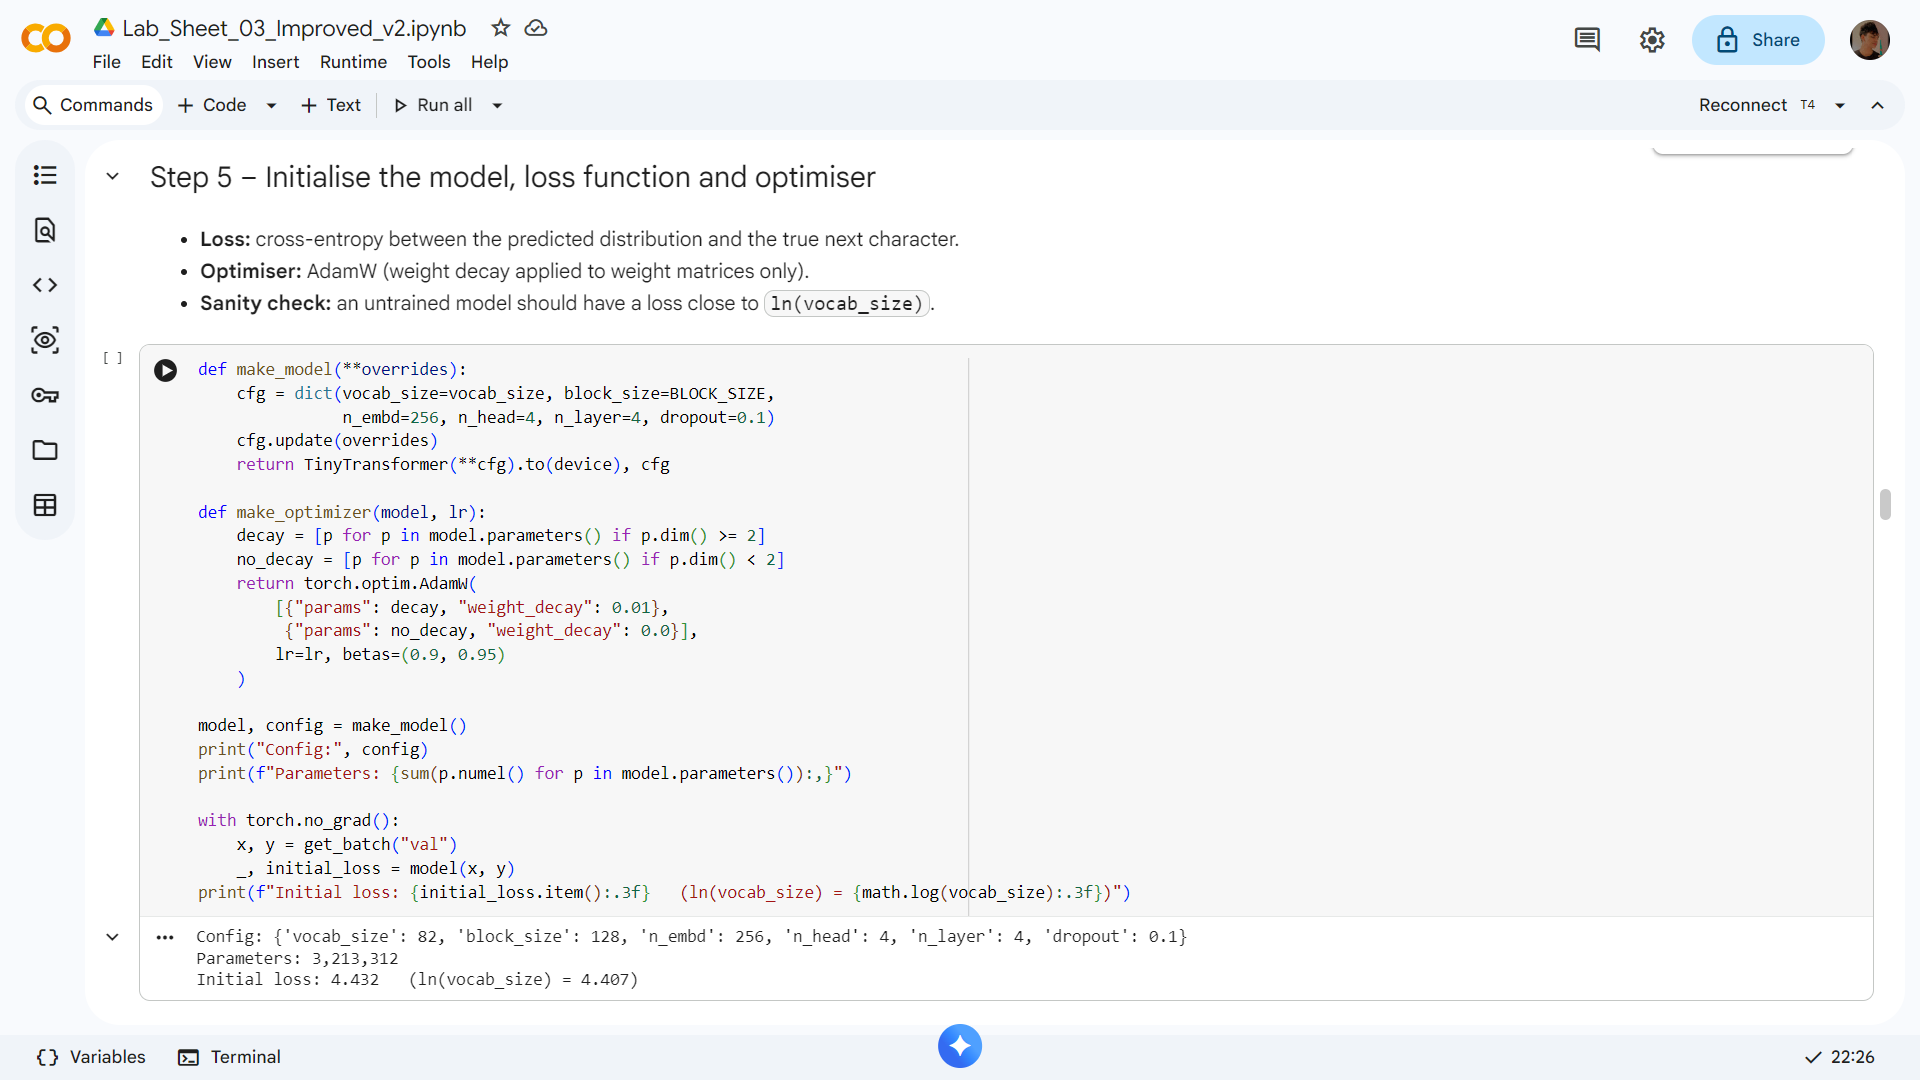 Lab_Sheet_03_Improved_v2.ipynb
File Edit View Insert Runtime Tools Help
Share
Commands + Code + Text Run all
Reconnect T4
Step 5 – Initialise the model, loss function and optimiser
• Loss: cross-entropy between the predicted distribution and the true next character.
• Optimiser: AdamW (weight decay applied to weight matrices only).
• Sanity check: an untrained model should have a loss close to ln(vocab_size).
[ ]
def make_model(**overrides):
    cfg = dict(vocab_size=vocab_size, block_size=BLOCK_SIZE,
               n_embd=256, n_head=4, n_layer=4, dropout=0.1)
    cfg.update(overrides)
    return TinyTransformer(**cfg).to(device), cfg

def make_optimizer(model, lr):
    decay = [p for p in model.parameters() if p.dim() >= 2]
    no_decay = [p for p in model.parameters() if p.dim() < 2]
    return torch.optim.AdamW(
        [{"params": decay, "weight_decay": 0.01},
         {"params": no_decay, "weight_decay": 0.0}],
        lr=lr, betas=(0.9, 0.95)
    )

model, config = make_model()
print("Config:", config)
print(f"Parameters: {sum(p.numel() for p in model.parameters()):,}")

with torch.no_grad():
    x, y = get_batch("val")
    _, initial_loss = model(x, y)
print(f"Initial loss: {initial_loss.item():.3f}   (ln(vocab_size) = {math.log(vocab_size):.3f})")
Config: {'vocab_size': 82, 'block_size': 128, 'n_embd': 256, 'n_head': 4, 'n_layer': 4, 'dropout': 0.1}
Parameters: 3,213,312
Initial loss: 4.432   (ln(vocab_size) = 4.407)
Variables Terminal
22:26